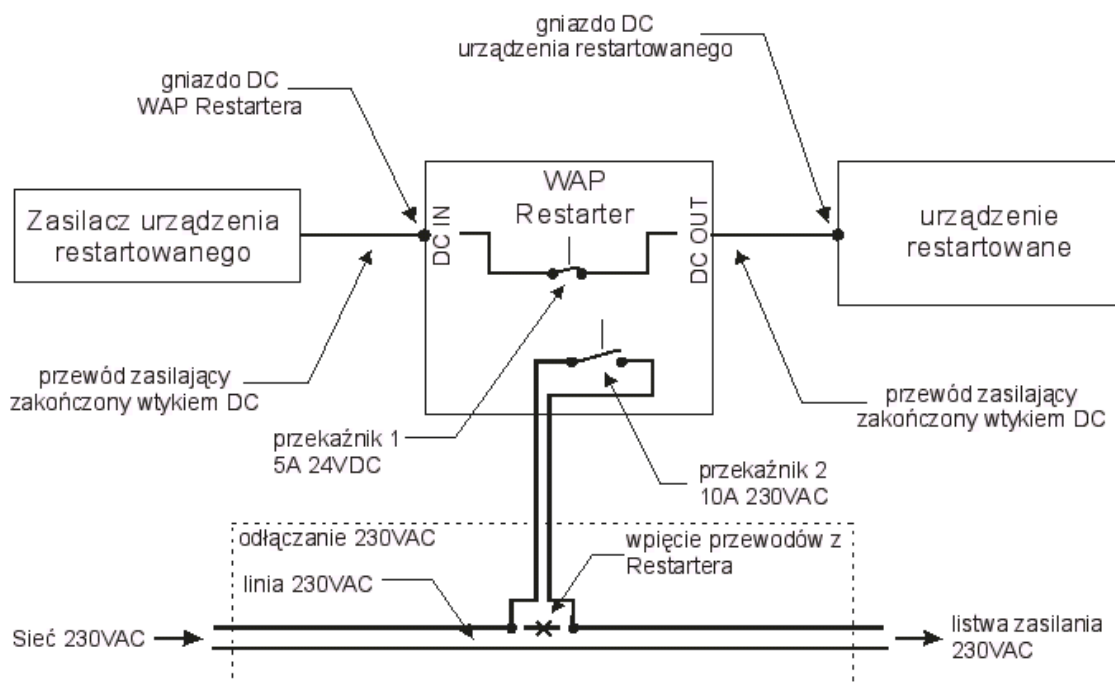 gniazdo DC
urządzenia restartowanego
gniazdo DC
WAP Restartera
Zasilacz urządzenia
restartowanego
DC IN
WAP
Restarter
DC OUT
urządzenie
restartowane
przewód zasilający
zakończony wtykiem DC
przekaźnik 1
5A 24VDC
przekaźnik 2
10A 230VAC
przewód zasilający
zakończony wtykiem DC
odłączanie 230VAC
linia 230VAC
wpięcie przewodów z
Restartera
Sieć 230VAC
listwa zasilania
230VAC